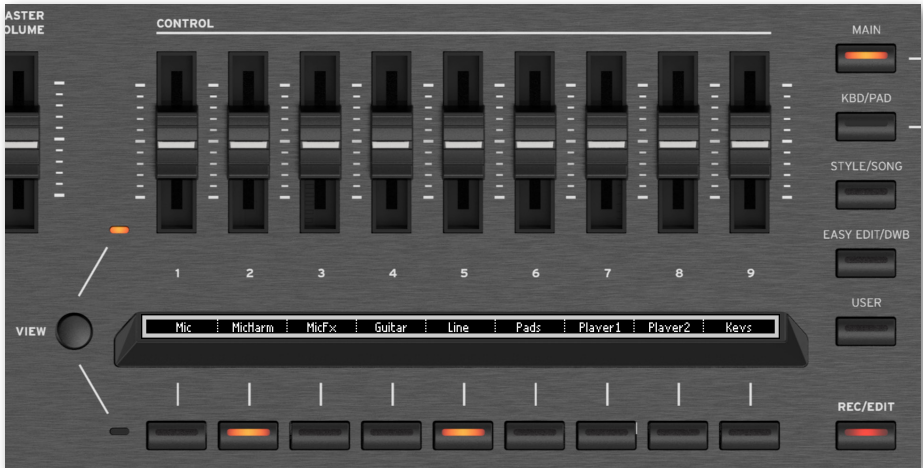 ASTER
OLUME
CONTROL
MAIN
KBD/PAD
STYLE/SONG
EASY EDIT/DWB
USER
1 2 3 4 5 6 7 8 9
VIEW
Mic MicHarm MicFx Guitar Line Pads Player1 Player2 Keys
REC/EDIT